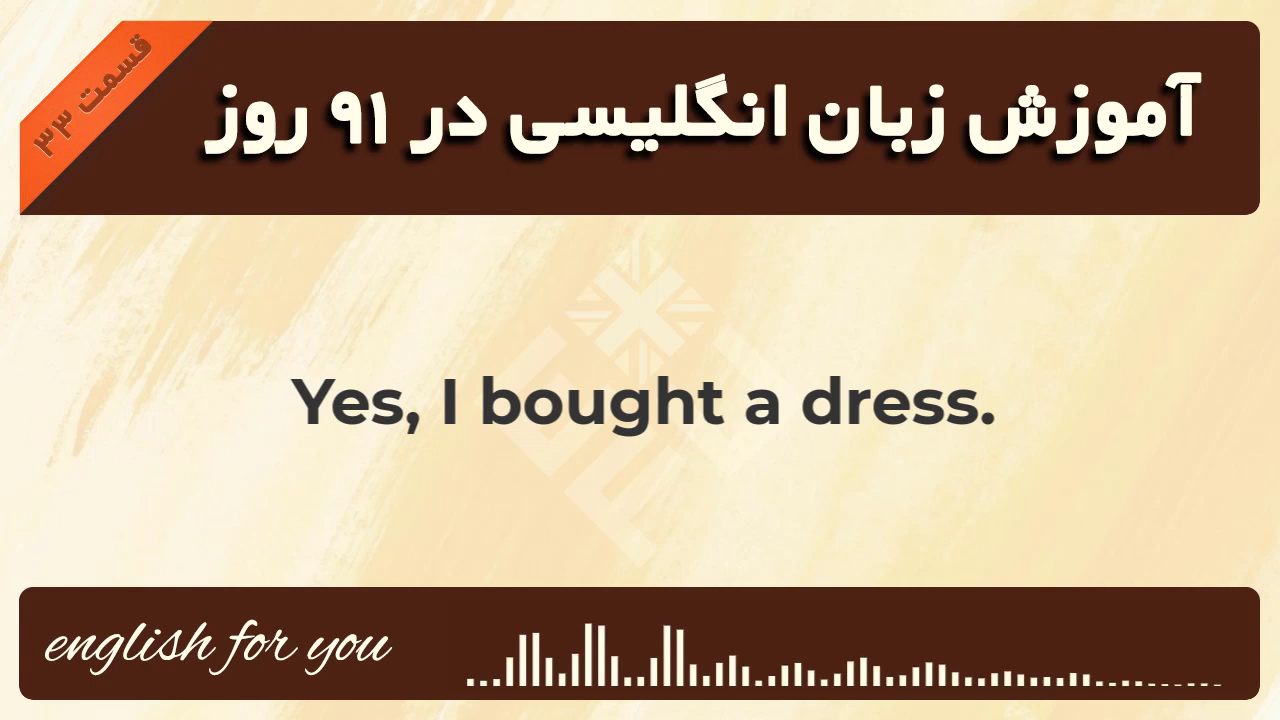 آموزش زبان انگلیسی در ۹۱ روز
قسمت ۳۳
Yes, I bought a dress.
english for you